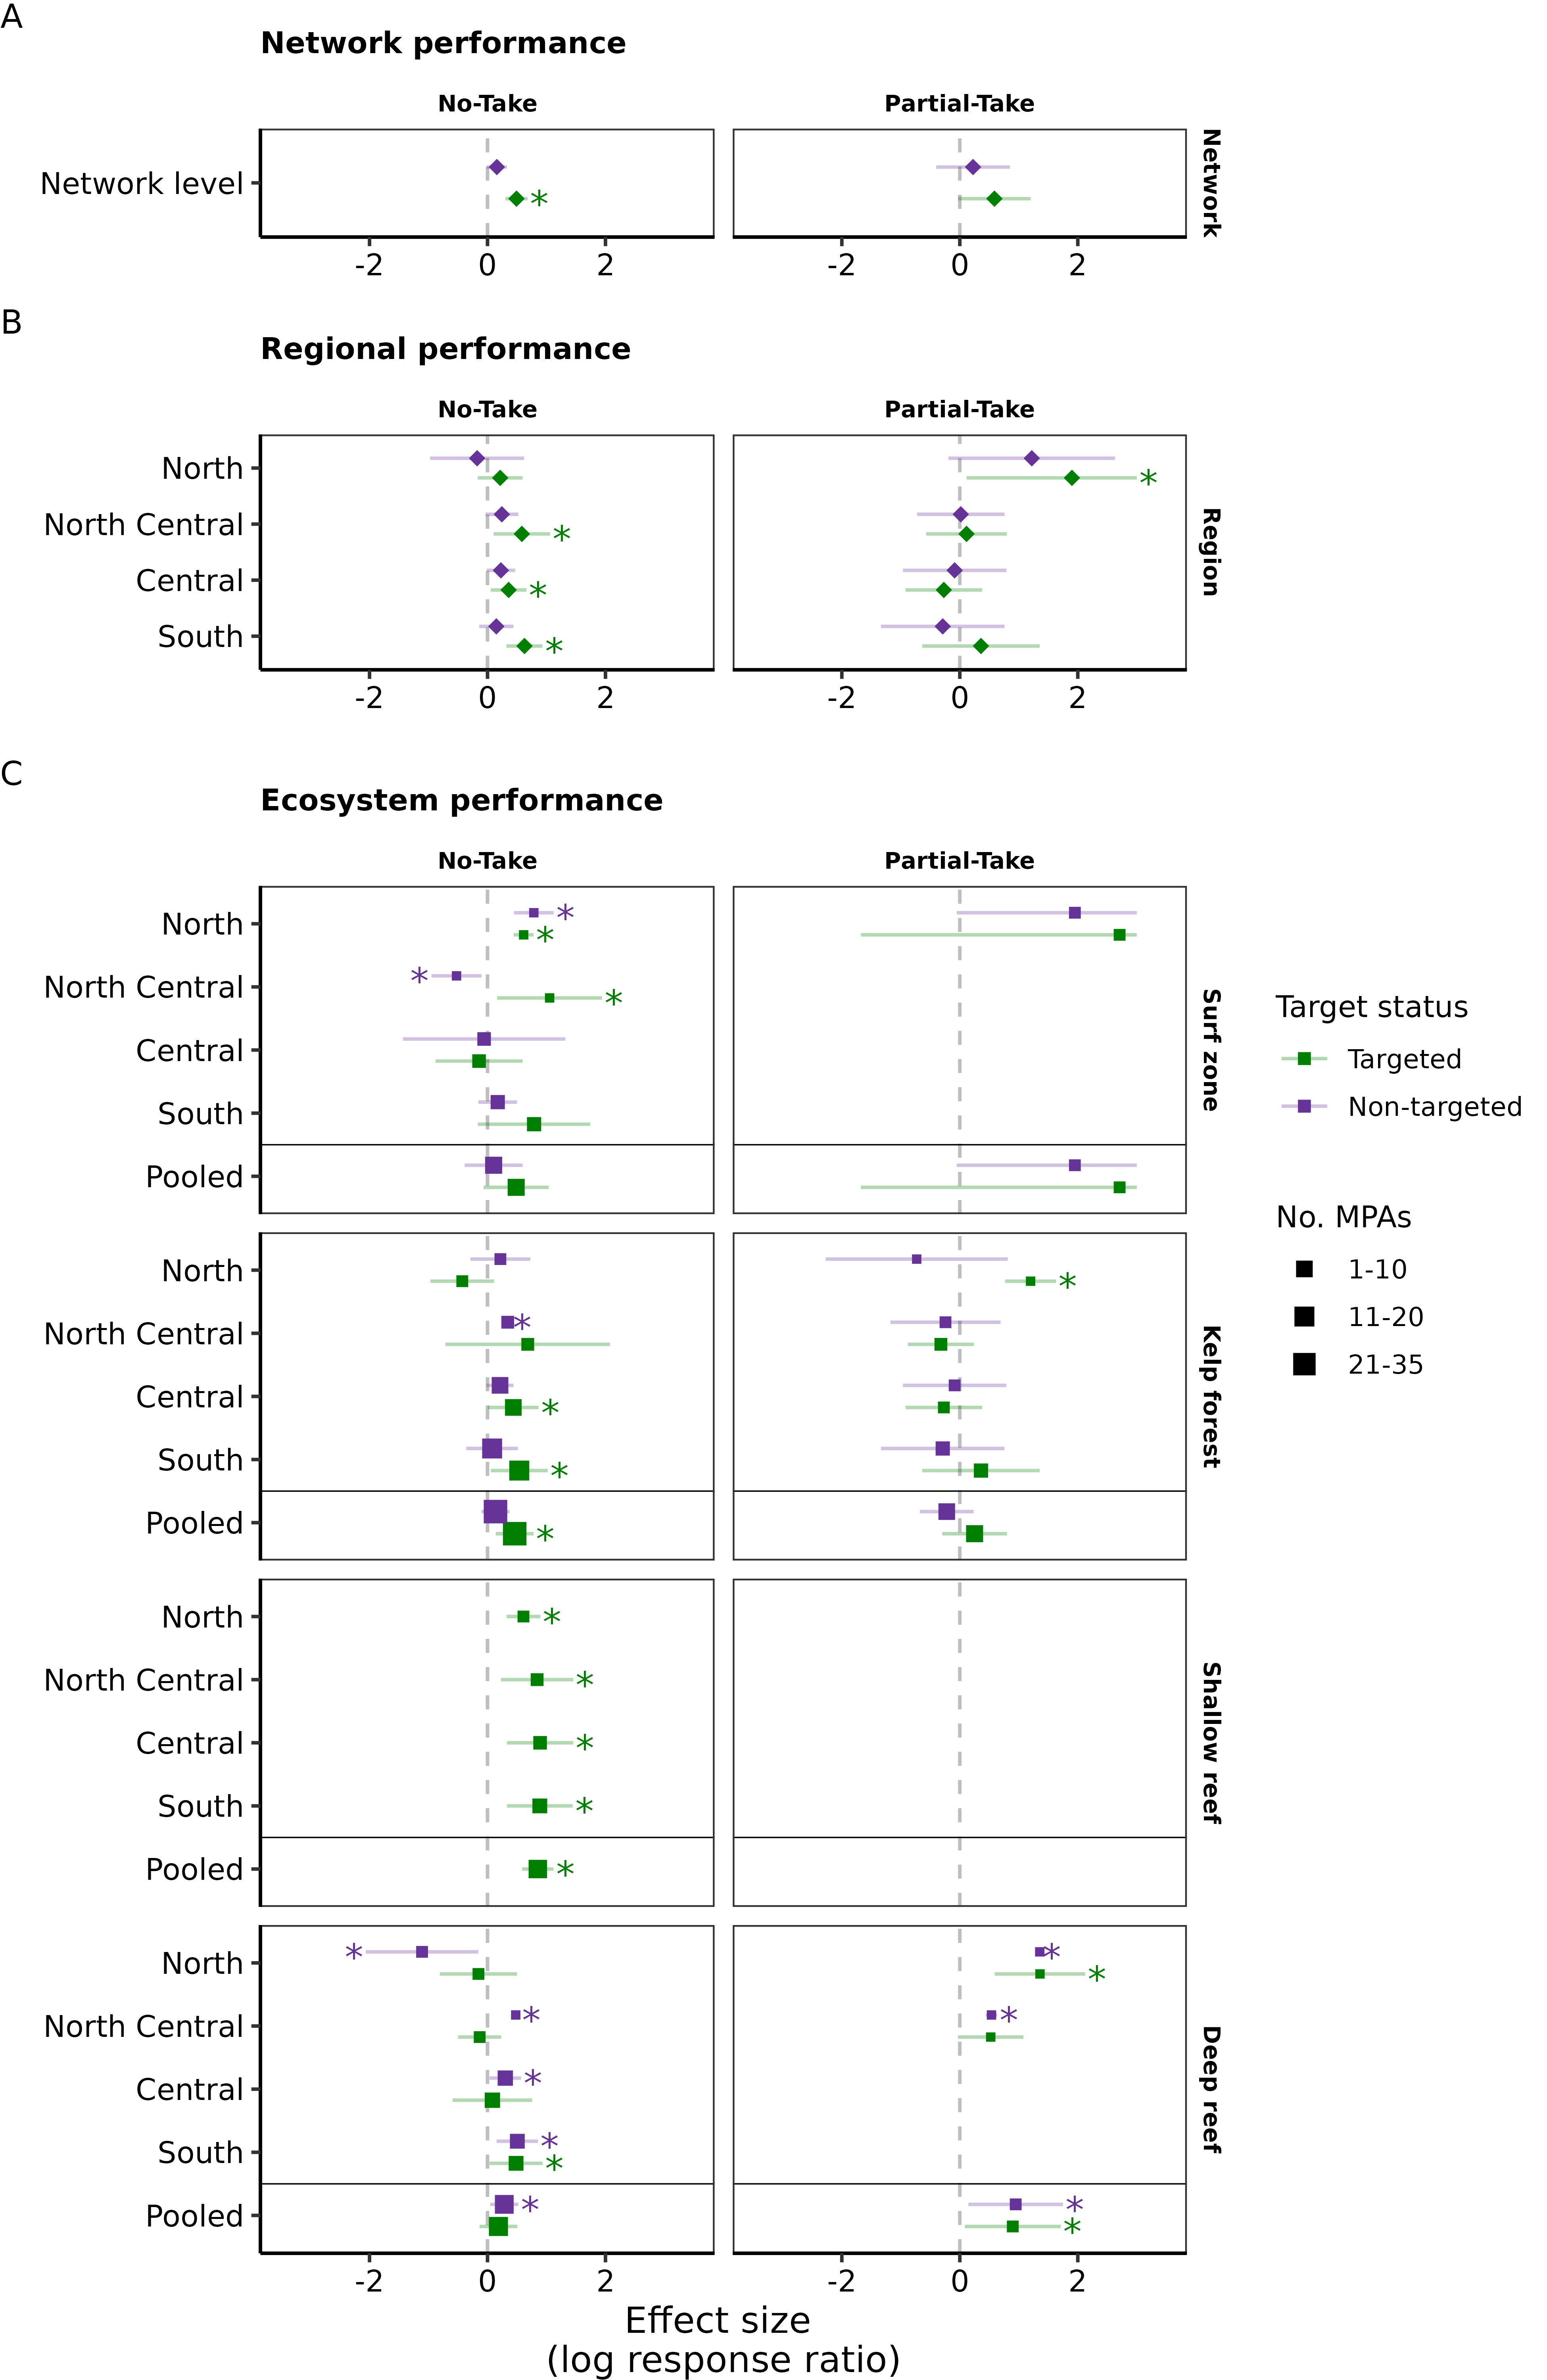 A
Network performance
No-Take
Partial-Take
Network level
*
Network
-2 0 2
-2 0 2
B
Regional performance
No-Take
Partial-Take
North
*
North Central
*
Central
*
South
*
Region
-2 0 2
-2 0 2
C
Ecosystem performance
No-Take
Partial-Take
North
*
*
North Central
*
*
Central
South
Pooled
Surf zone
North
*
North Central
*
Central
*
South
*
Pooled
*
Kelp forest
North
*
North Central
*
Central
*
South
*
Pooled
*
Shallow reef
North
* *
*
North Central
* *
Central
*
South
*
*
Pooled
* *
*
Deep reef
-2 0 2
-2 0 2
Effect size
(log response ratio)
Target status
Targeted
Non-targeted
No. MPAs
1-10
11-20
21-35